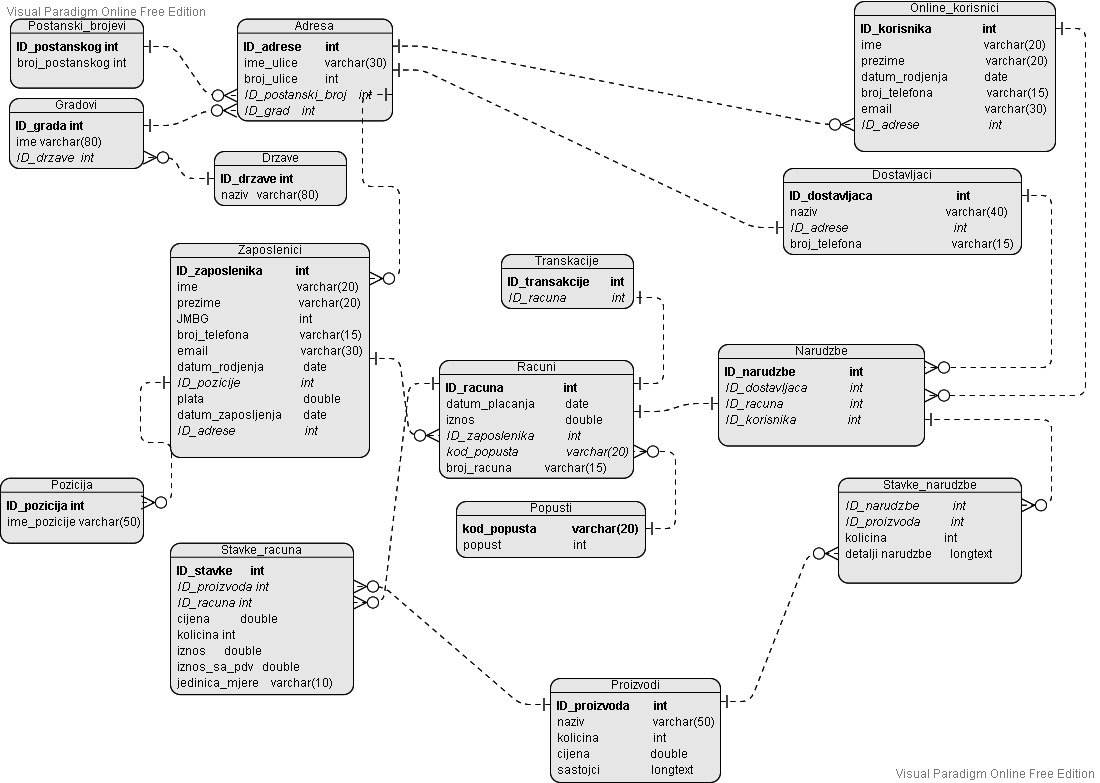 Visual Paradigm Online Free Edition
Postanski_brojevi
ID_postanskog int
broj_postanskog int
Adresa
ID_adrese int
ime_ulice varchar(30)
broj_ulice int
ID_postanski_broj int
ID_grad int
Online_korisnici
ID_korisnika int
ime varchar(20)
prezime varchar(20)
datum_rodjenja date
broj_telefona varchar(15)
email varchar(30)
ID_adrese int
Gradovi
ID_grada int
ime varchar(80)
ID_drzave int
Drzave
ID_drzave int
naziv varchar(80)
Dostavljaci
ID_dostavljaca int
naziv varchar(40)
ID_adrese int
broj_telefona varchar(15)
Zaposlenici
ID_zaposlenika int
ime varchar(20)
prezime varchar(20)
JMBG int
broj_telefona varchar(15)
email varchar(30)
datum_rodjenja date
ID_pozicije int
plata double
datum_zaposljenja date
ID_adrese int
Transkacije
ID_transakcije int
ID_racuna int
Racuni
ID_racuna int
datum_placanja date
iznos double
ID_zaposlenika int
kod_popusta varchar(20)
broj_racuna varchar(15)
Narudzbe
ID_narudzbe int
ID_dostavljaca int
ID_racuna int
ID_korisnika int
Pozicija
ID_pozicija int
ime_pozicije varchar(50)
Popusti
kod_popusta varchar(20)
popust int
Stavke_narudzbe
ID_narudzbe int
ID_proizvoda int
kolicina int
detalji narudzbe longtext
Stavke_racuna
ID_stavke int
ID_proizvoda int
ID_racuna int
cijena double
kolicina int
iznos double
iznos_sa_pdv double
jedinica_mjere varchar(10)
Proizvodi
ID_proizvoda int
naziv varchar(50)
kolicina int
cijena double
sastojci longtext
Visual Paradigm Online Free Edition